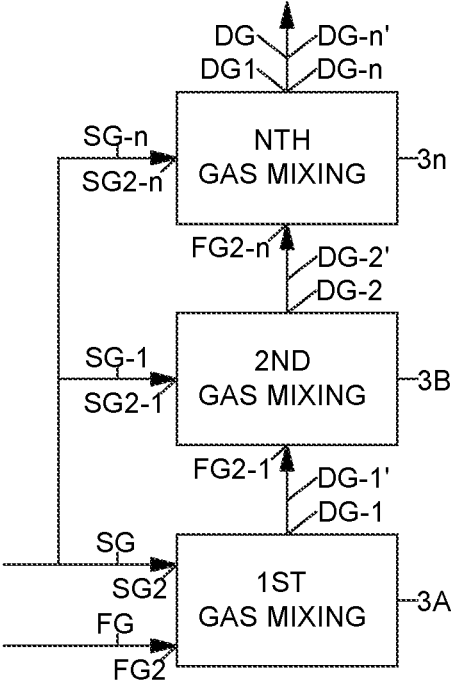 DG
DG-n'
DG1
DG-n
SG-n
NTH
GAS MIXING
3n
SG2-n
FG2-n
DG-2'
DG-2
SG-1
2ND
GAS MIXING
3B
SG2-1
FG2-1
DG-1'
DG-1
SG
1ST
GAS MIXING
3A
SG2
FG
FG2